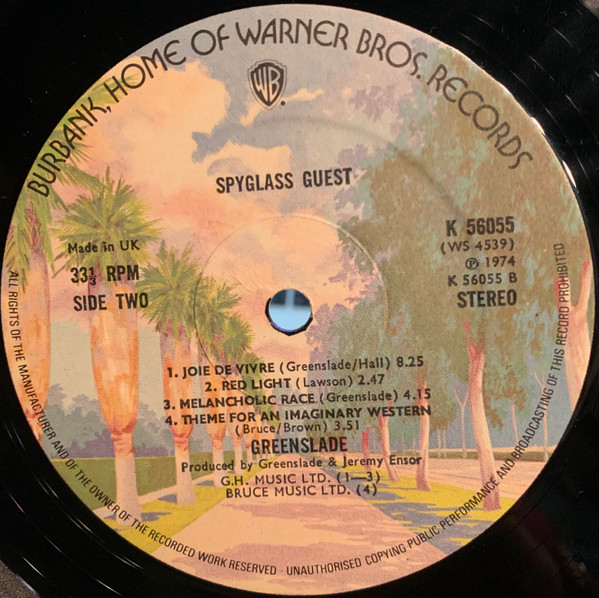 BURBANK, HOME OF WARNER BROS. RECORDS
WB
SPYGLASS GUEST
Made in UK
33⅓ RPM
SIDE TWO
K 56055
(WS 4539)
Ⓟ 1974
K 56055 B
STEREO
1. JOIE DE VIVRE (Greenslade/Hall) 8.25
2. RED LIGHT (Lawson) 2.47
3. MELANCHOLIC RACE (Greenslade) 4.15
4. THEME FOR AN IMAGINARY WESTERN
(Bruce/Brown) 3.51
GREENSLADE
Produced by Greenslade & Jeremy Ensor
G.H. MUSIC LTD. (1—3)
BRUCE MUSIC LTD. (4)
ALL RIGHTS OF THE MANUFACTURER AND OF THE OWNER OF THE RECORDED WORK RESERVED · UNAUTHORISED COPYING PUBLIC PERFORMANCE AND BROADCASTING OF THIS RECORD PROHIBITED